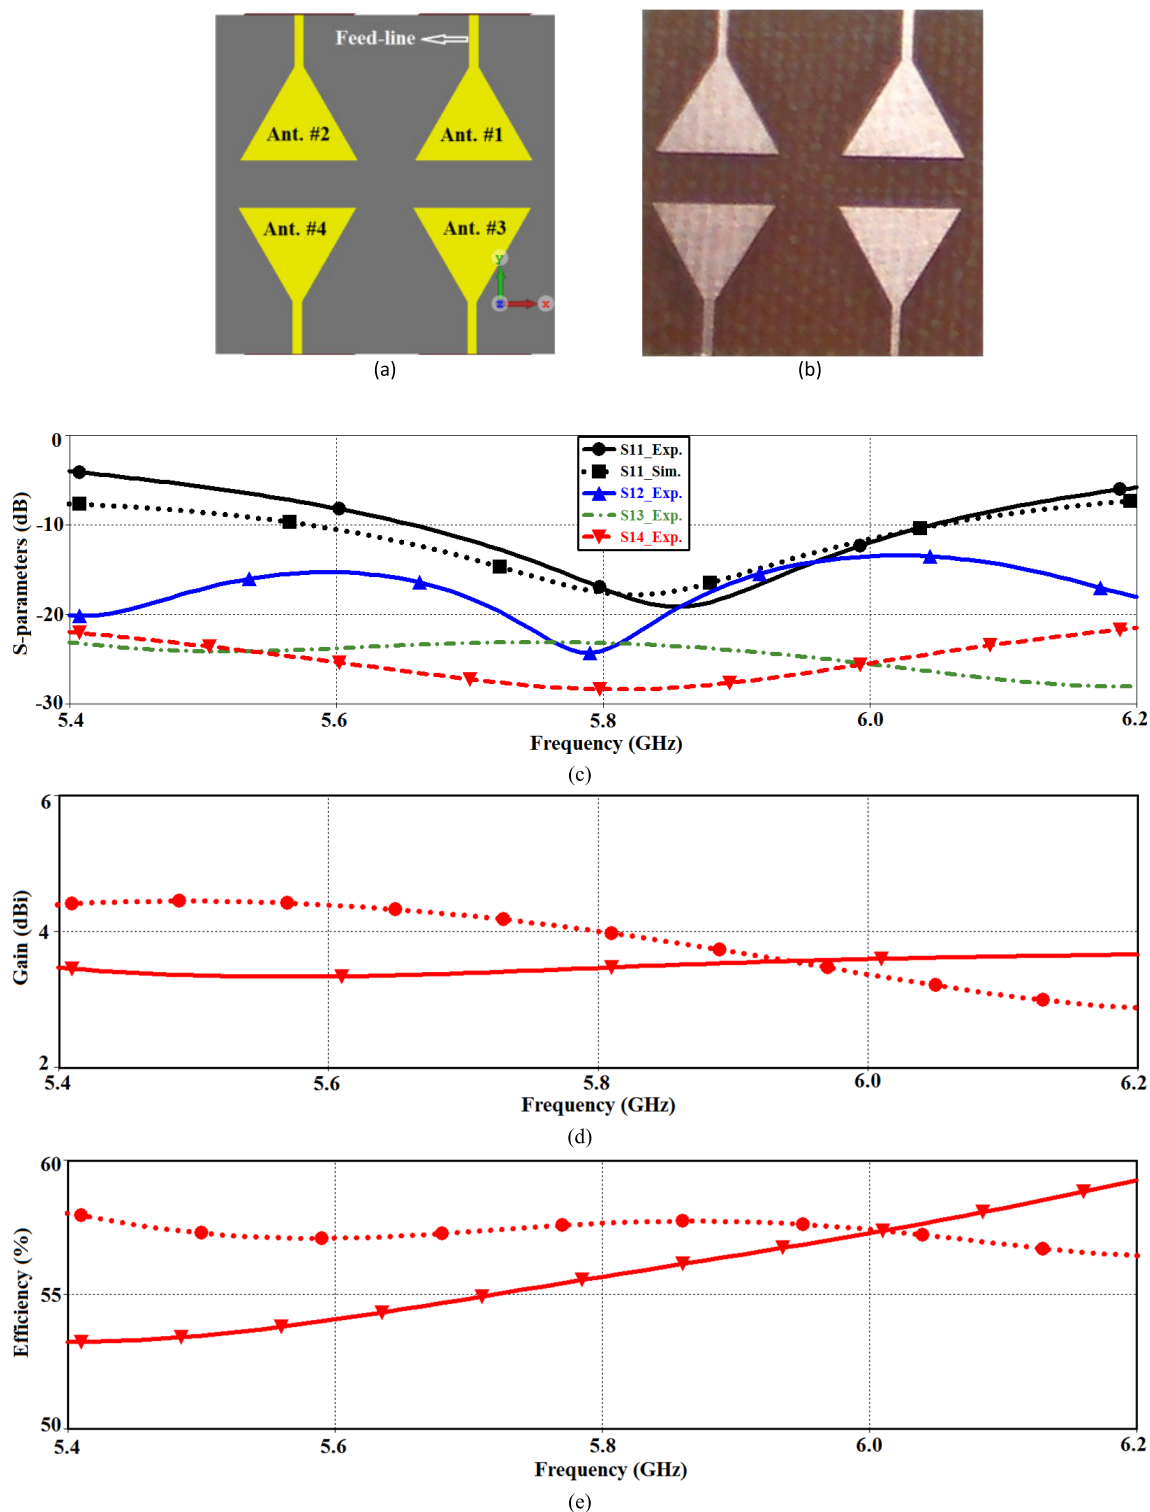 Feed-line
Ant. #2
Ant. #1
Ant. #4
Ant. #3
y
z
x
(a)
(b)
S-parameters (dB)
0
-10
-20
-30
S11_Exp.
S11_Sim.
S12_Exp.
S13_Exp.
S14_Exp.
5.4
5.6
5.8
6.0
6.2
Frequency (GHz)
(c)
Gain (dBi)
6
4
2
5.4
5.6
5.8
6.0
6.2
Frequency (GHz)
(d)
Efficiency (%)
60
55
50
5.4
5.6
5.8
6.0
6.2
Frequency (GHz)
(e)